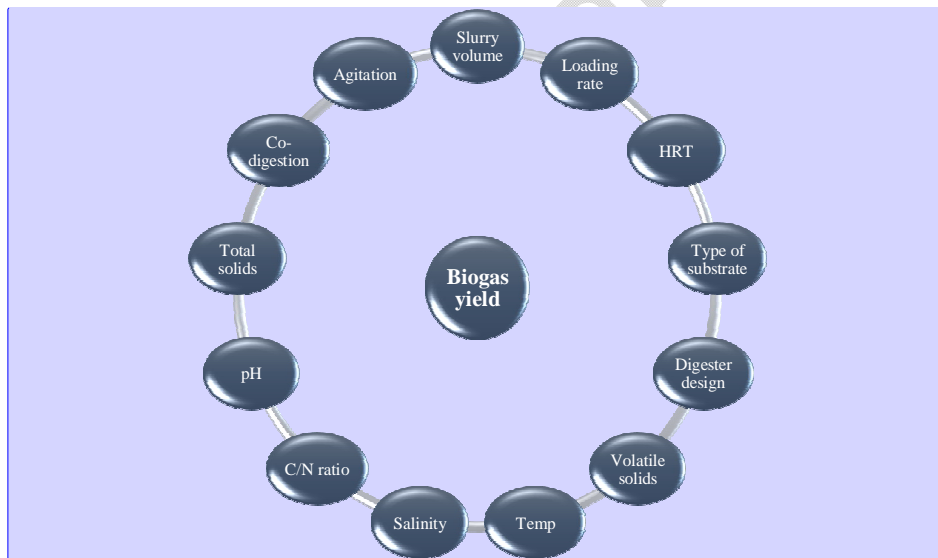 Slurry
volume
Loading
rate
HRT
Type of
substrate
Digester
design
Volatile
solids
Temp
Salinity
C/N ratio
pH
Total
solids
Co-
digestion
Agitation
Biogas
yield